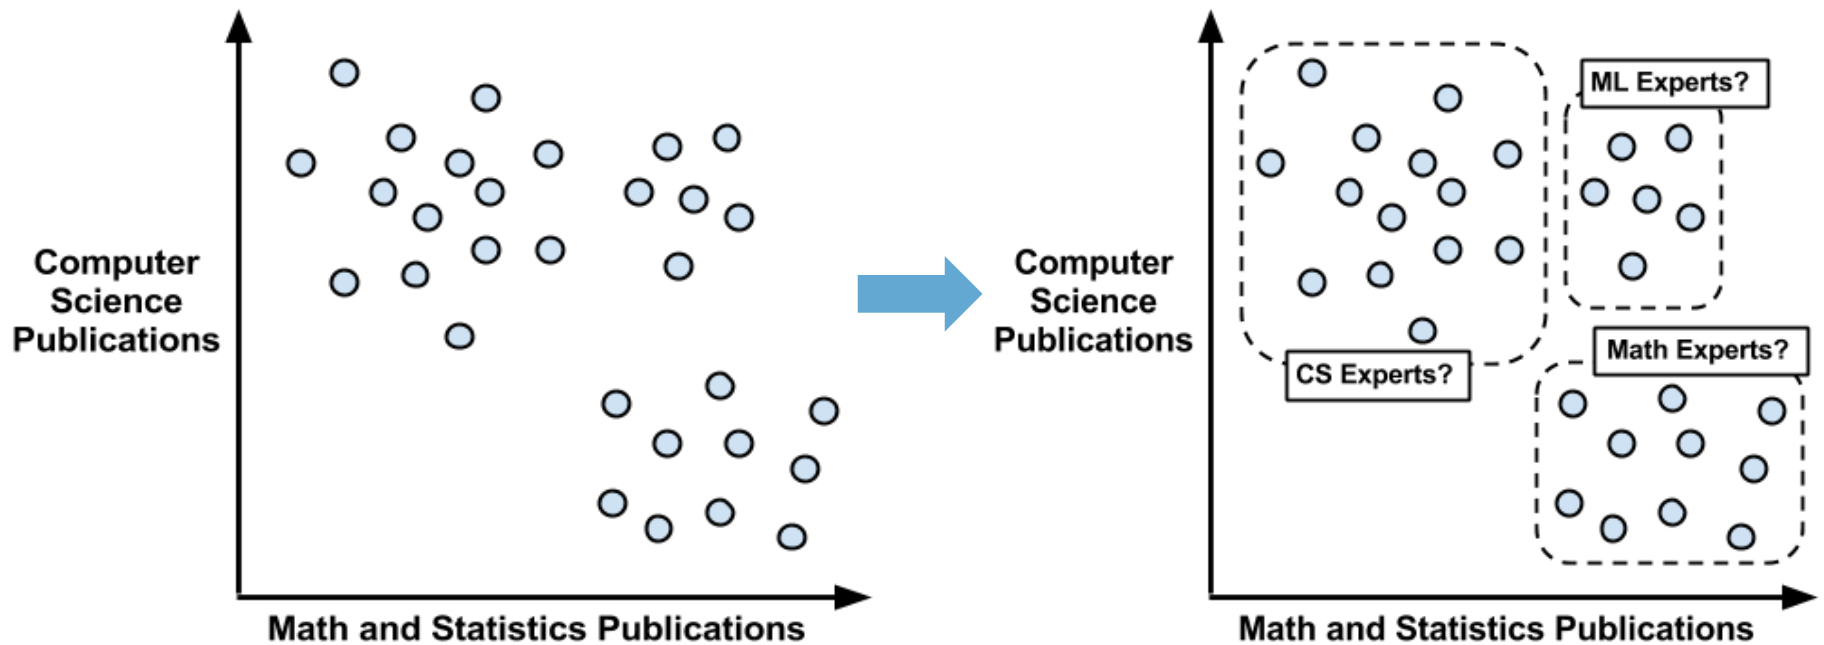 Computer
Science
Publications
Math and Statistics Publications
Computer
Science
Publications
ML Experts?
CS Experts?
Math Experts?
Math and Statistics Publications